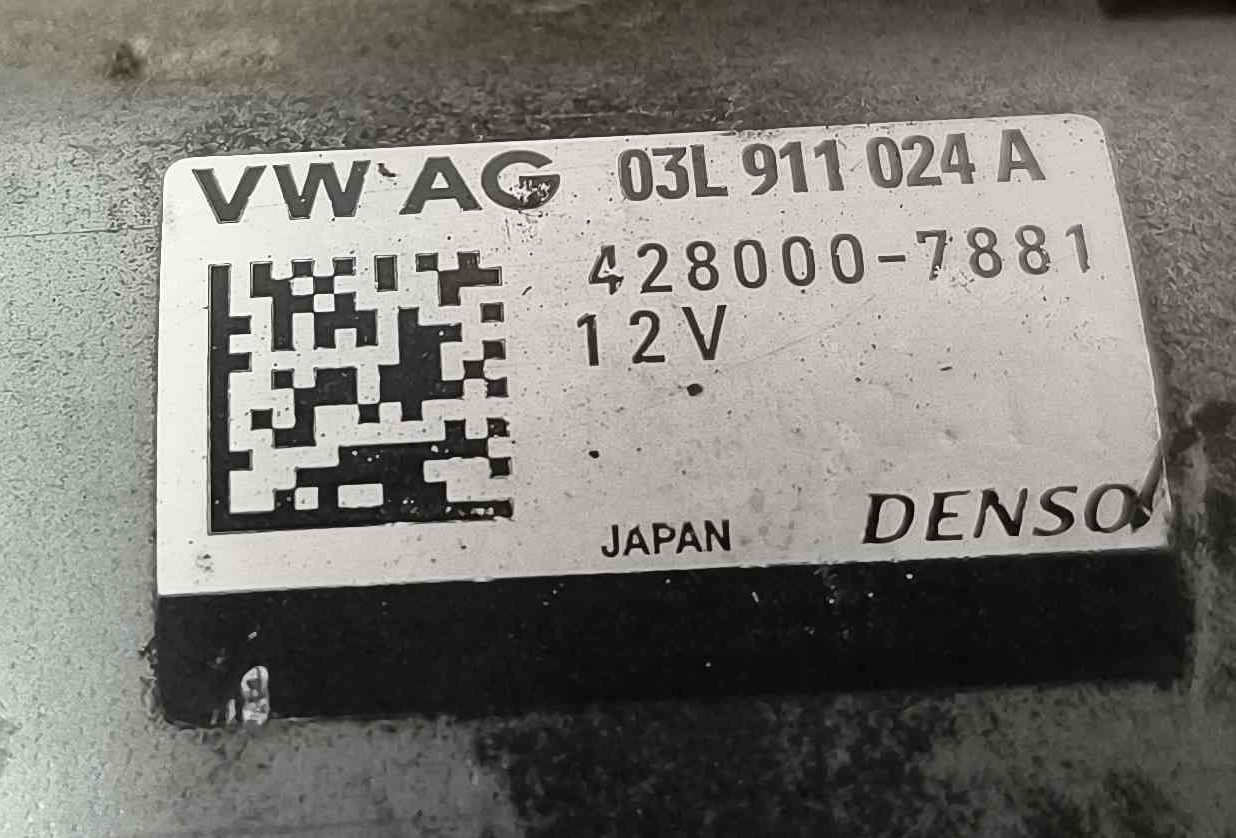 VW AG 03L 911 024 A
428000-7881
12V
JAPAN DENSO